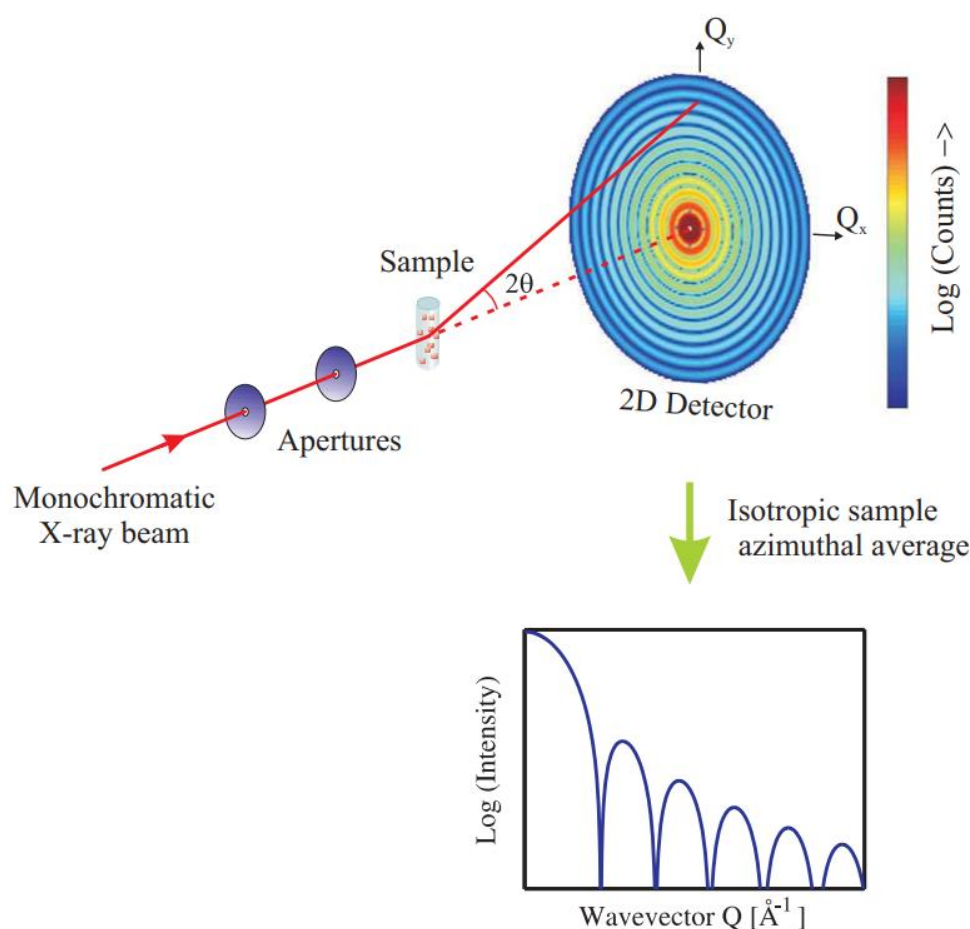 Qy
Qx
Log (Counts) –>
Sample
2θ
2D Detector
Apertures
Monochromatic
X-ray beam
Isotropic sample
azimuthal average
Log (Intensity)
Wavevector Q [Å-1]